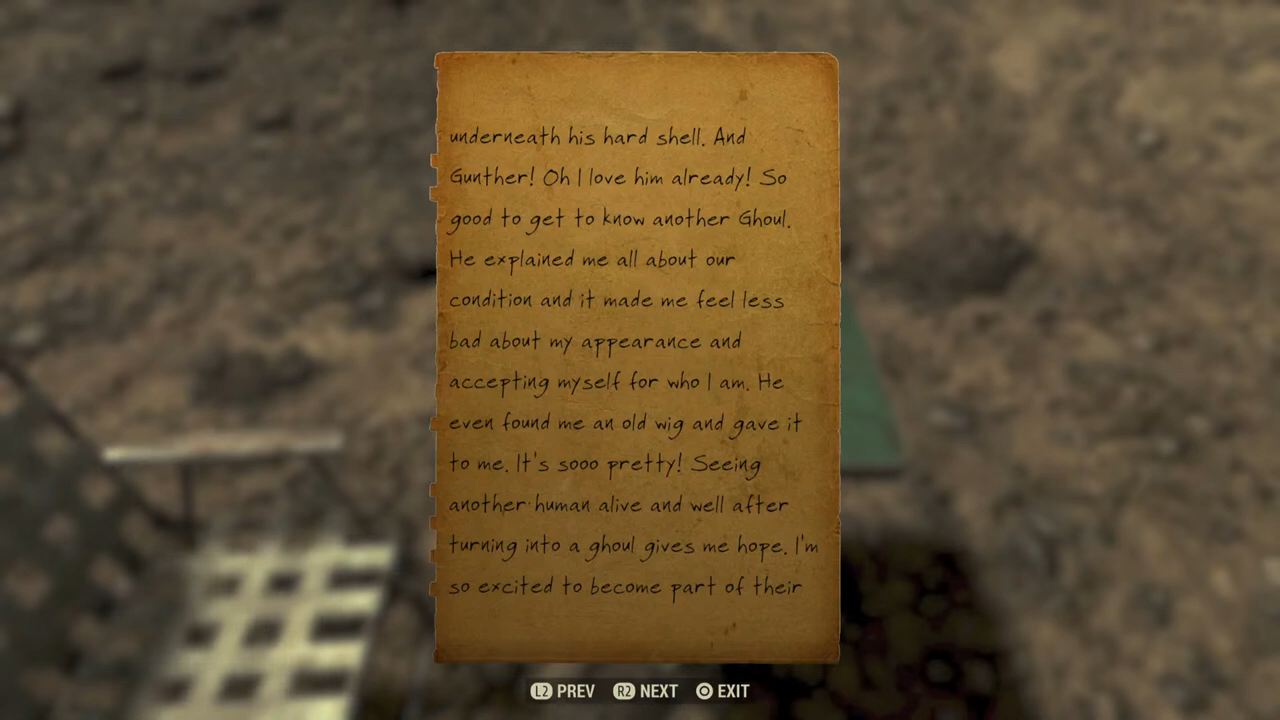 underneath his hard shell. And
Gunther! Oh I love him already! So
good to get to know another Ghoul.
He explained me all about our
condition and it made me feel less
bad about my appearance and
accepting myself for who I am. He
even found me an old wig and gave it
to me. It's sooo pretty! Seeing
another human alive and well after
turning into a ghoul gives me hope. I'm
so excited to become part of their
L2 PREV R2 NEXT O EXIT